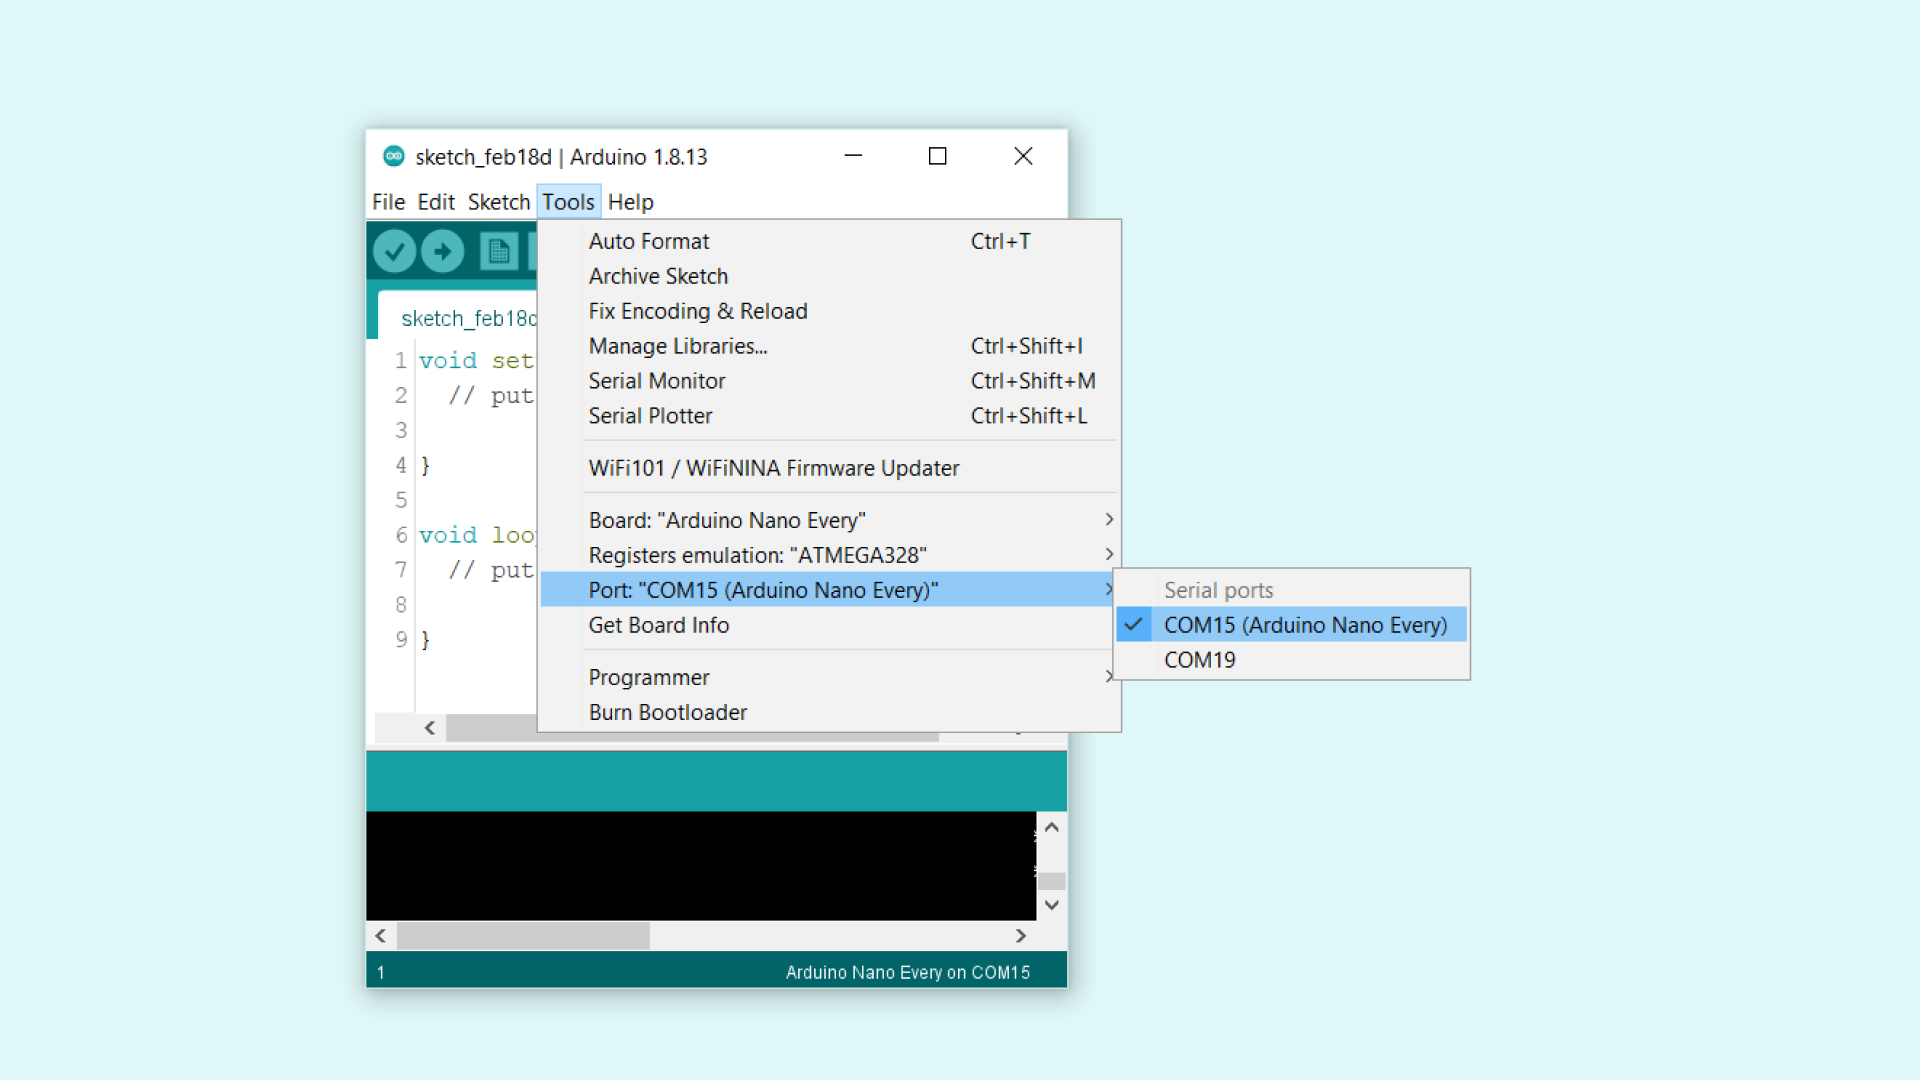 sketch_feb18d | Arduino 1.8.13
File Edit Sketch Tools Help
Auto Format Ctrl+T
Archive Sketch
Fix Encoding & Reload
Manage Libraries... Ctrl+Shift+I
Serial Monitor Ctrl+Shift+M
Serial Plotter Ctrl+Shift+L
WiFi101 / WiFiNINA Firmware Updater
Board: "Arduino Nano Every"
Registers emulation: "ATMEGA328"
Port: "COM15 (Arduino Nano Every)"
Get Board Info
Programmer
Burn Bootloader
Serial ports
COM15 (Arduino Nano Every)
COM19
sketch_feb18d
1 void set
2 // put
3
4 }
5
6 void loop
7 // put
8
9 }
1 Arduino Nano Every on COM15